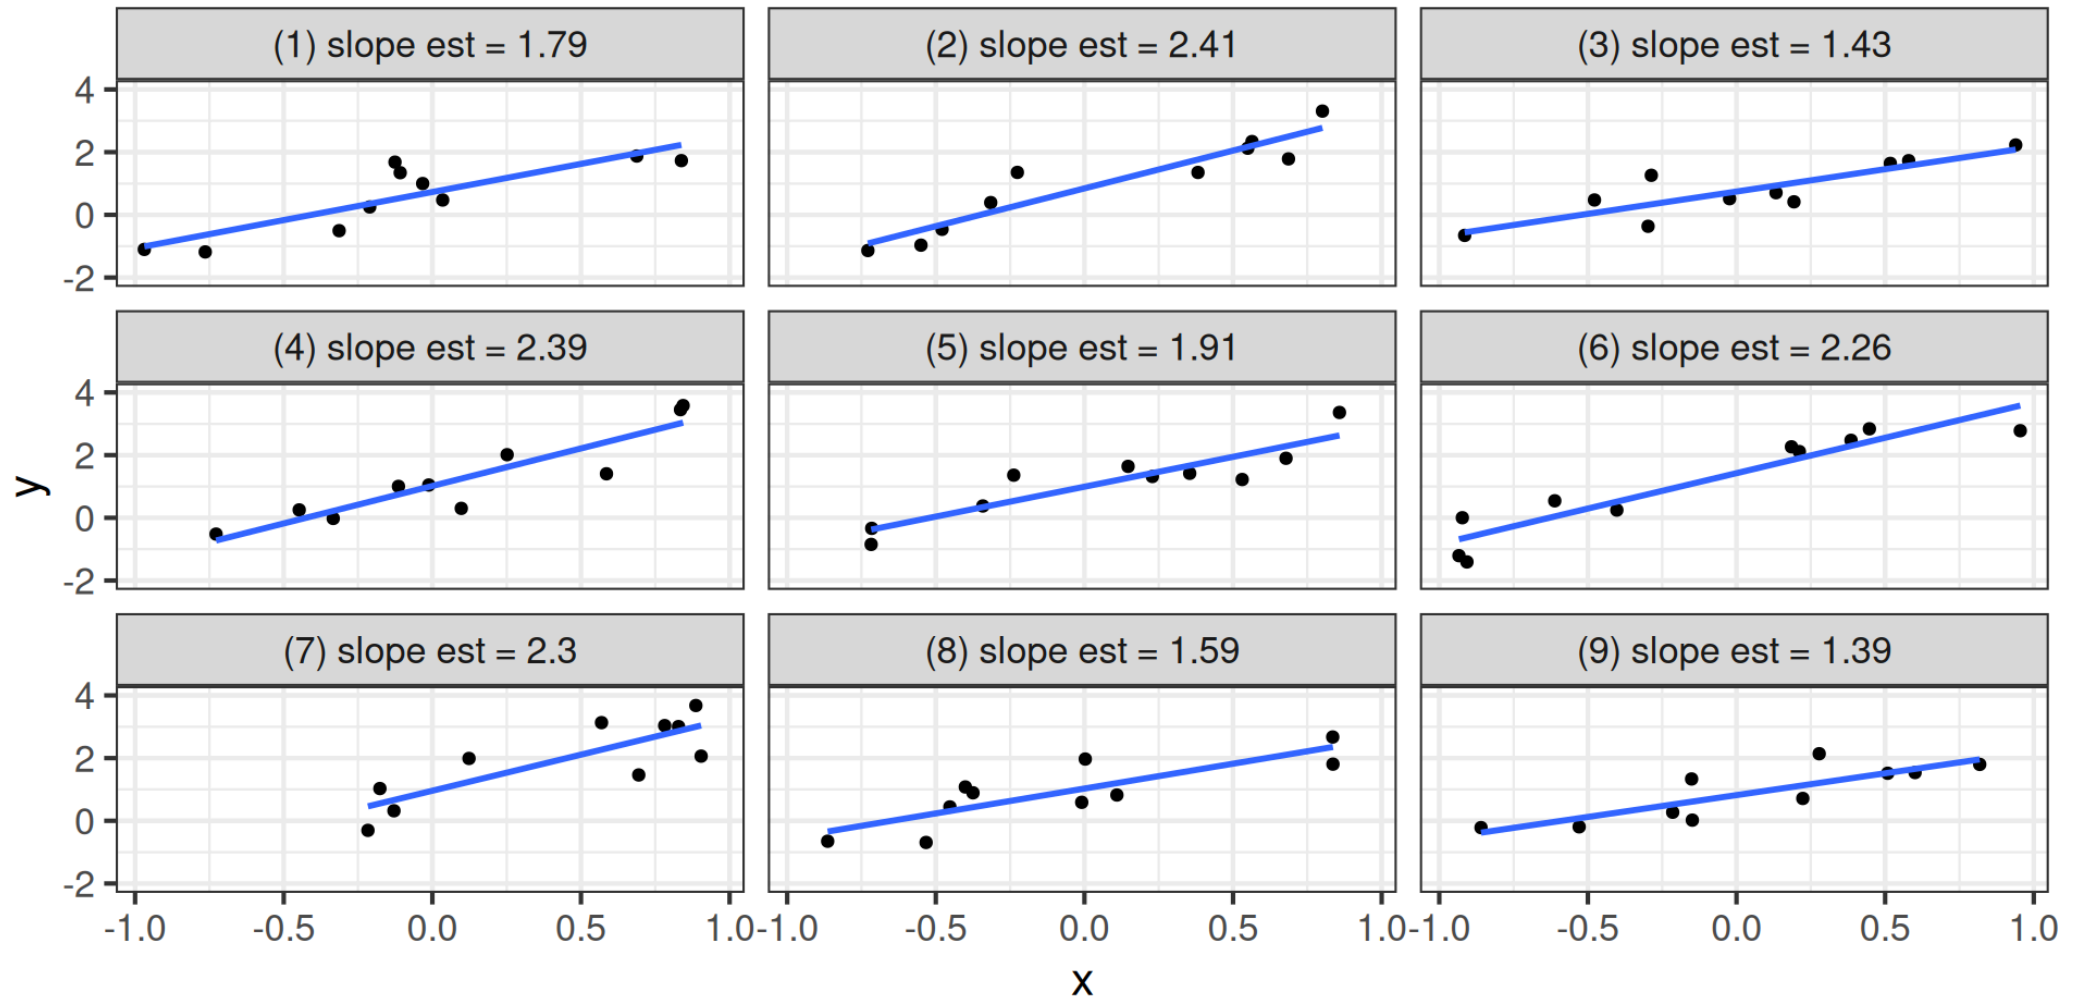 (1) slope est = 1.79
(2) slope est = 2.41
(3) slope est = 1.43
4
2
0
-2
(4) slope est = 2.39
(5) slope est = 1.91
(6) slope est = 2.26
4
2
0
-2
(7) slope est = 2.3
(8) slope est = 1.59
(9) slope est = 1.39
4
2
0
-2
y
-1.0 -0.5 0.0 0.5 1.0
-1.0 -0.5 0.0 0.5 1.0
-1.0 -0.5 0.0 0.5 1.0
x